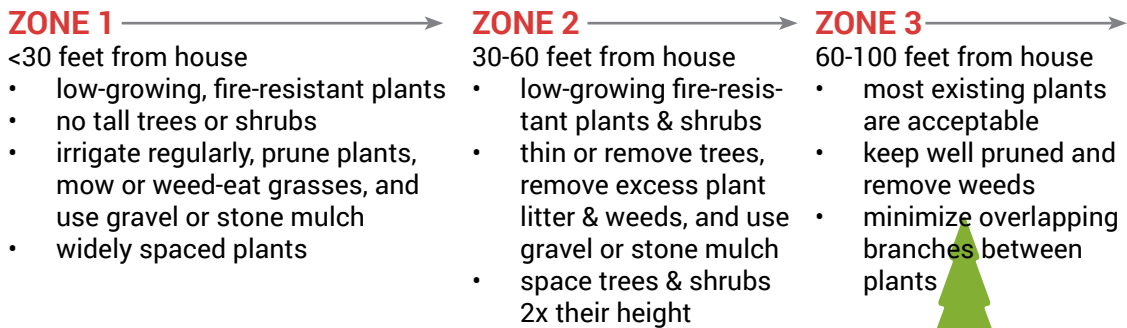 ZONE 1
<30 feet from house
• low-growing, fire-resistant plants
• no tall trees or shrubs
• irrigate regularly, prune plants,
mow or weed-eat grasses, and
use gravel or stone mulch
• widely spaced plants
ZONE 2
30-60 feet from house
• low-growing fire-resis-
tant plants & shrubs
• thin or remove trees,
remove excess plant
litter & weeds, and use
gravel or stone mulch
• space trees & shrubs
2x their height
ZONE 3
60-100 feet from house
• most existing plants
are acceptable
• keep well pruned and
remove weeds
• minimize overlapping
branches between
plants